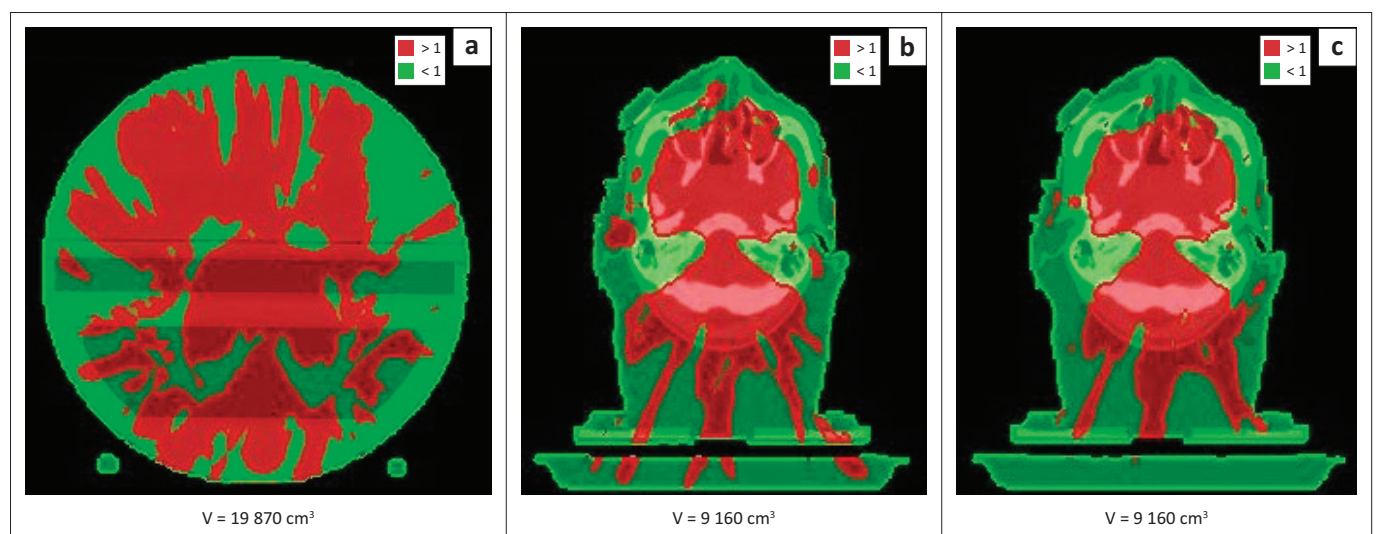 > 1
< 1
a
> 1
< 1
b
> 1
< 1
c
V = 19 870 cm³
V = 9 160 cm³
V = 9 160 cm³